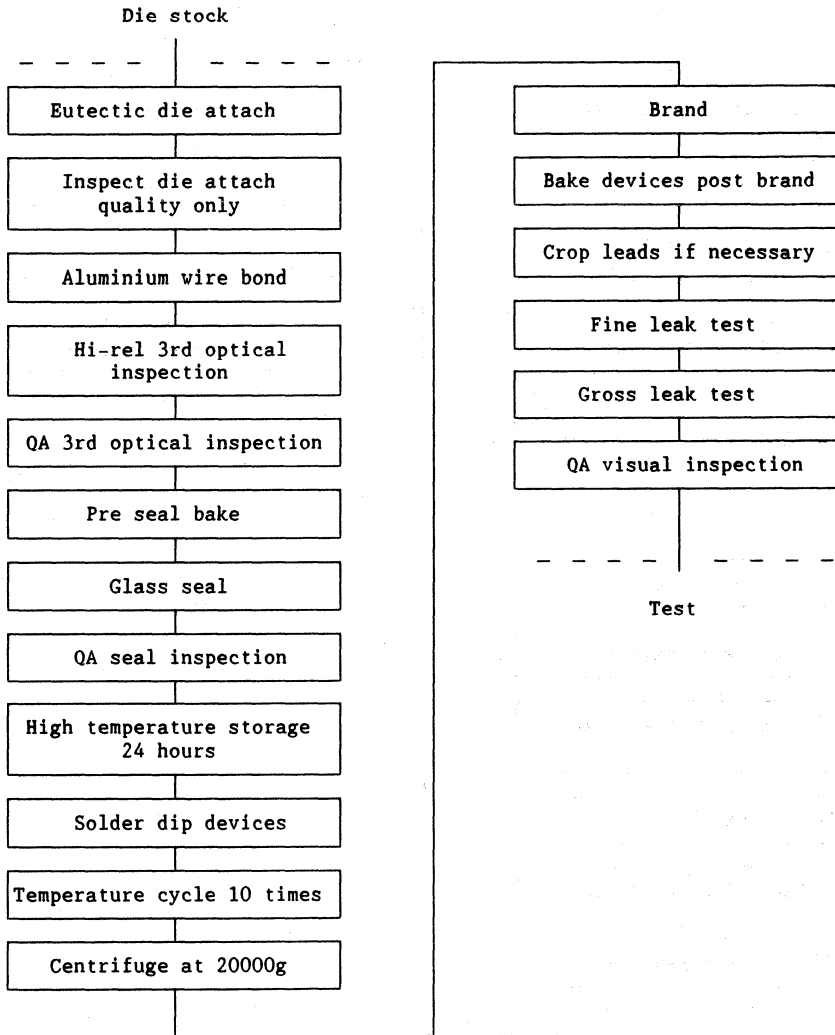 Die stock
Eutectic die attach
Inspect die attach
quality only
Aluminium wire bond
Hi-rel 3rd optical
inspection
QA 3rd optical inspection
Pre seal bake
Glass seal
QA seal inspection
High temperature storage
24 hours
Solder dip devices
Temperature cycle 10 times
Centrifuge at 20000g
Brand
Bake devices post brand
Crop leads if necessary
Fine leak test
Gross leak test
QA visual inspection
Test